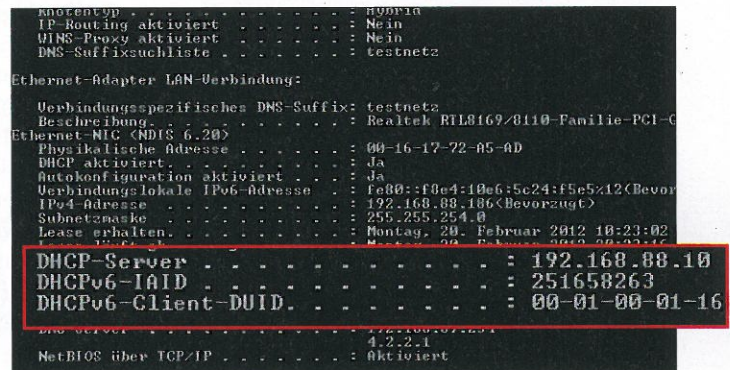 Knotentyp . . . . . . . . . . . . : Hybrid
IP-Routing aktiviert . . . . . . : Nein
WINS-Proxy aktiviert . . . . . . : Nein
DNS-Suffixsuchliste . . . . . . . : testnetz
Ethernet-Adapter LAN-Verbindung:
Verbindungsspezifisches DNS-Suffix: testnetz
Beschreibung. . . . . . . . . . . : Realtek RTL8169/8110-Familie-PCI-G
Ethernet-NIC (NDIS 6.20)
Physikalische Adresse . . . . . . : 00-16-17-72-A5-AD
DHCP aktiviert. . . . . . . . . . : Ja
Autokonfiguration aktiviert . . . : Ja
Verbindungslokale IPv6-Adresse . : fe80::f8e4:10e6:5c24:f5e5%12(Bevor
IPv4-Adresse . . . . . . . . . . : 192.168.88.186(Bevorzugt)
Subnetzmaske . . . . . . . . . . : 255.255.254.0
Lease erhalten. . . . . . . . . . : Montag, 20. Februar 2012 10:23:02
DHCP-Server . . . . . . . . . . . : 192.168.88.10
DHCPv6-IAID . . . . . . . . . . . : 251658263
DHCPv6-Client-DUID. . . . . . . . : 00-01-00-01-16
4.2.2.1
NetBIOS über TCP/IP . . . . . . . : Aktiviert